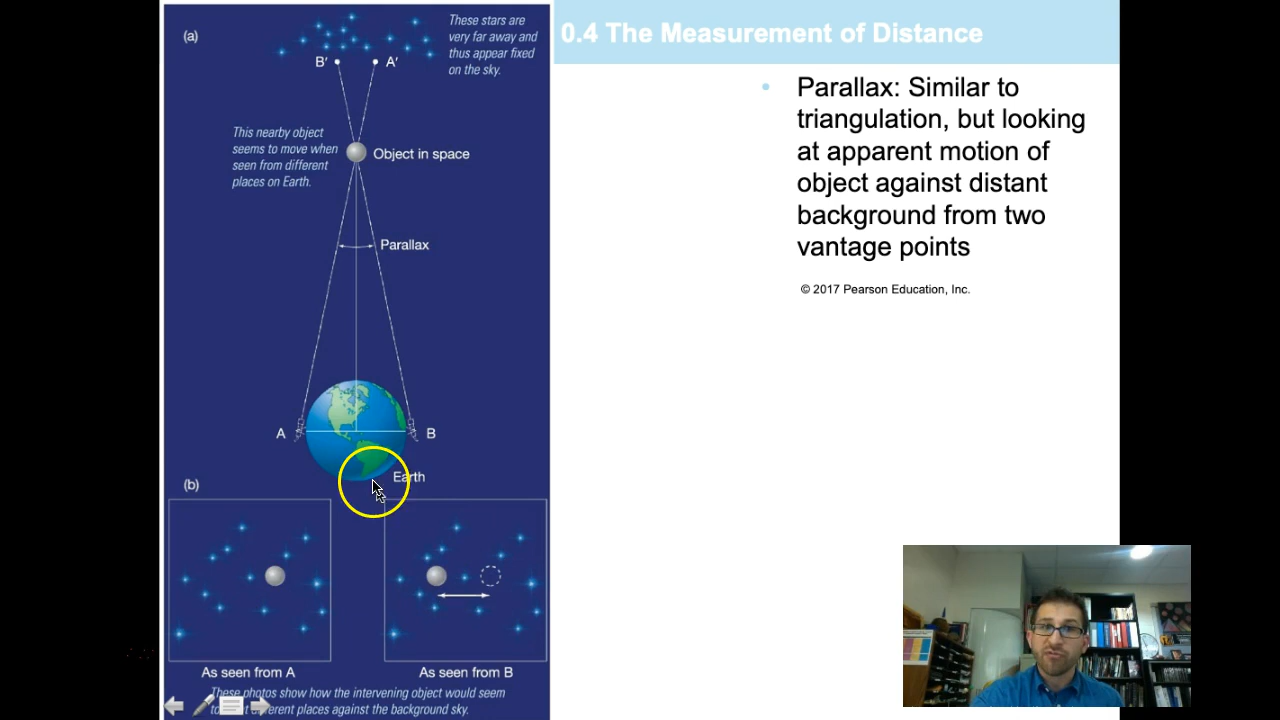 (a)
These stars are
very far away and
thus appear fixed
on the sky.
B′ A′
This nearby object
seems to move when
seen from different
places on Earth.
Object in space
Parallax
A B
Earth
(b)
As seen from A As seen from B
These photos show how the intervening object would seem
places against the background sky.
0.4 The Measurement of Distance
• Parallax: Similar to
triangulation, but looking
at apparent motion of
object against distant
background from two
vantage points
© 2017 Pearson Education, Inc.